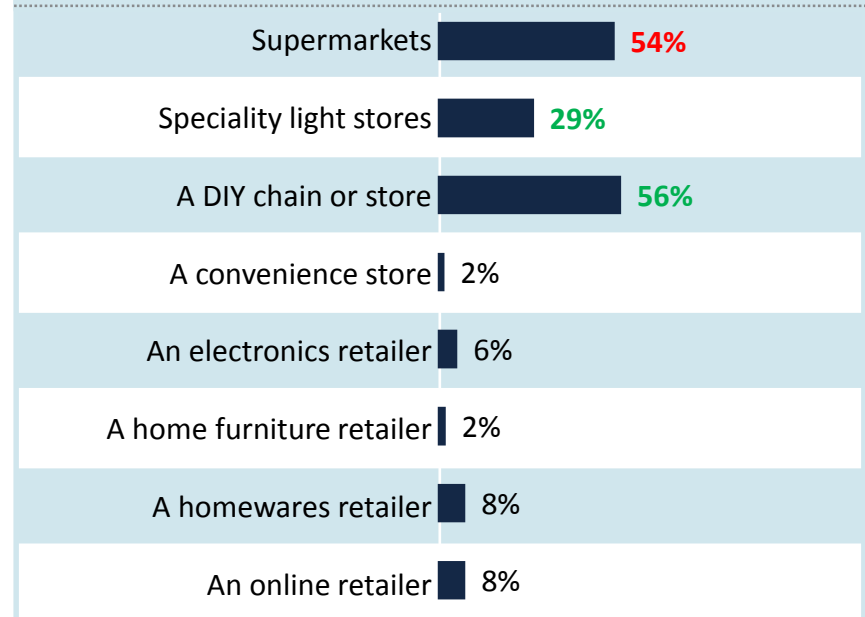 Supermarkets 54%
Speciality light stores 29%
A DIY chain or store 56%
A convenience store 2%
An electronics retailer 6%
A home furniture retailer 2%
A homewares retailer 8%
An online retailer 8%